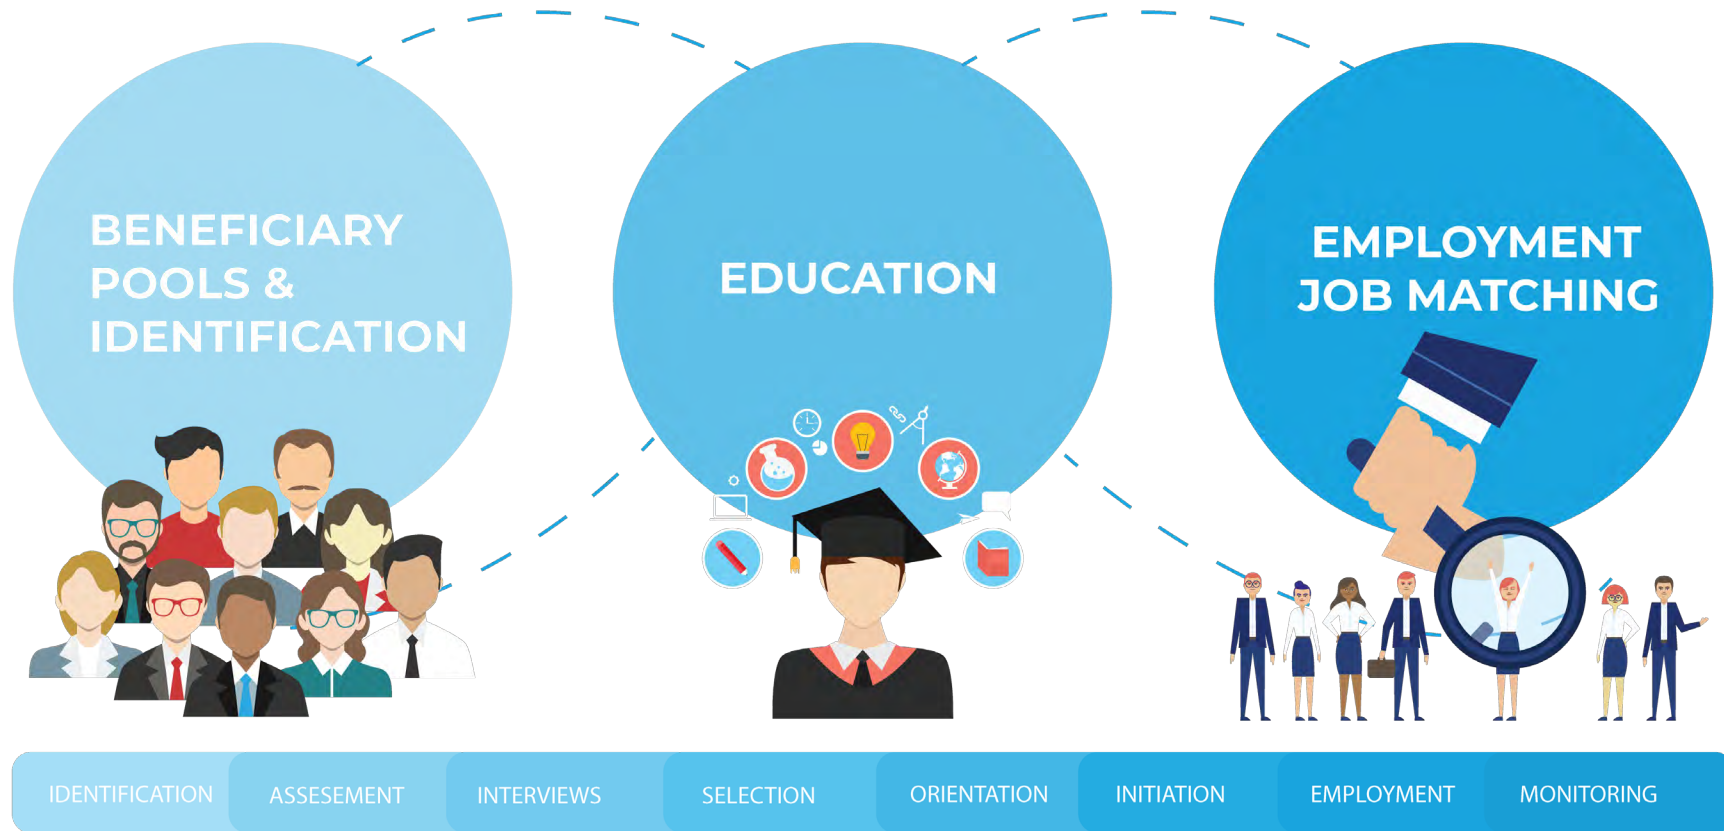 BENEFICIARY
POOLS &
IDENTIFICATION
EDUCATION
EMPLOYMENT
JOB MATCHING
IDENTIFICATION
ASSESEMENT
INTERVIEWS
SELECTION
ORIENTATION
INITIATION
EMPLOYMENT
MONITORING